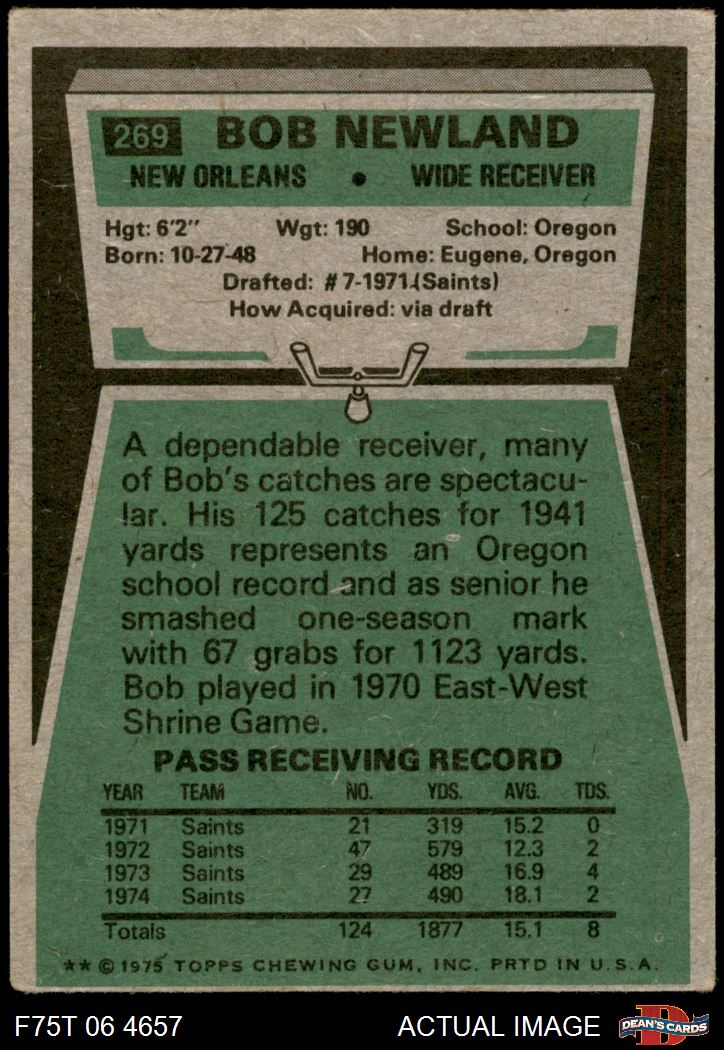 269 BOB NEWLAND
NEW ORLEANS • WIDE RECEIVER
Hgt: 6'2" Wgt: 190 School: Oregon
Born: 10-27-48 Home: Eugene, Oregon
Drafted: #7-1971 (Saints)
How Acquired: via draft
A dependable receiver, many
of Bob's catches are spectacu-
lar. His 125 catches for 1941
yards represents an Oregon
school record and as senior he
smashed one-season mark
with 67 grabs for 1123 yards.
Bob played in 1970 East-West
Shrine Game.
PASS RECEIVING RECORD
YEAR TEAM NO. YDS. AVG. TDS.
1971 Saints 21 319 15.2 0
1972 Saints 47 579 12.3 2
1973 Saints 29 489 16.9 4
1974 Saints 27 490 18.1 2
Totals 124 1877 15.1 8
** © 1975 TOPPS CHEWING GUM, INC. PRTD IN U.S.A.
F75T 06 4657 ACTUAL IMAGE D DEAN'S CARDS